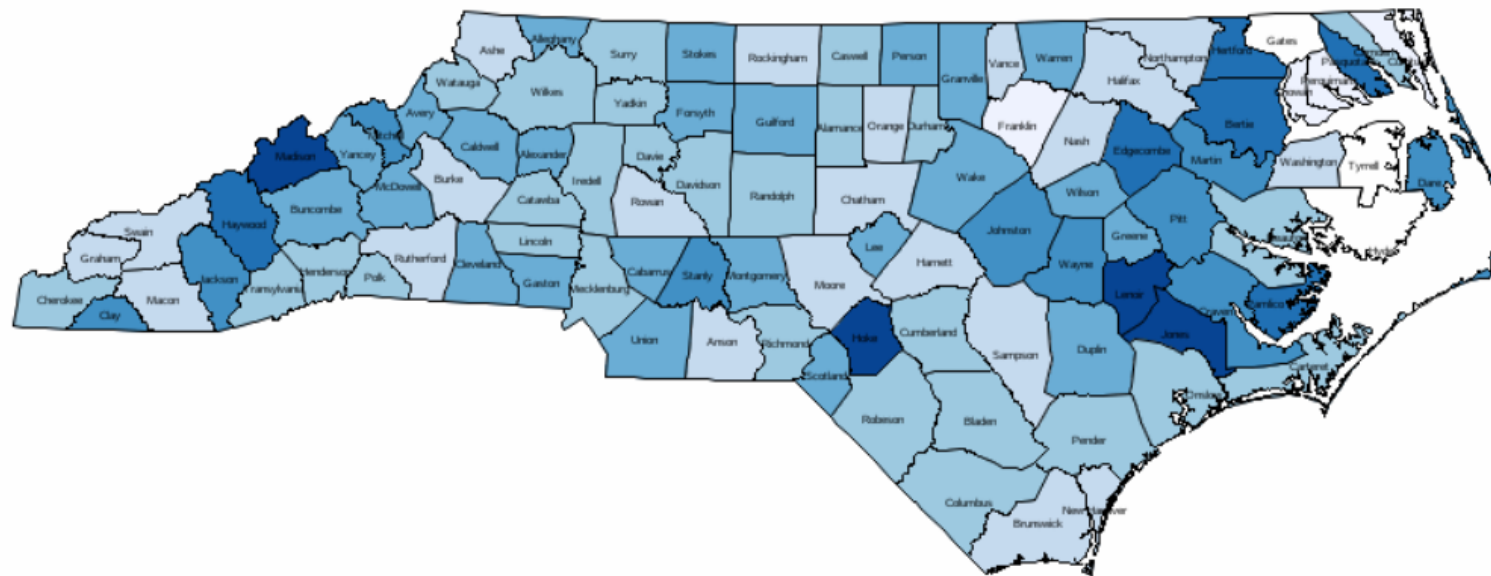 Ashe
Alleghany
Surry
Stokes
Rockingham
Caswell
Person
Granville
Vance
Warren
Northampton
Halifax
Hertford
Gates
Watauga
Wilkes
Yadkin
Forsyth
Guilford
Alamance
Orange
Durham
Franklin
Nash
Edgecombe
Bertie
Martin
Washington
Tyrrell
Dare
Avery
Mitchell
Madison
Yancey
McDowell
Caldwell
Alexander
Burke
Iredell
Davie
Davidson
Randolph
Chatham
Wake
Wilson
Pitt
Greene
Johnston
Wayne
Haywood
Buncombe
Catawba
Rowan
Lincoln
Swain
Graham
Jackson
Henderson
Polk
Rutherford
Cleveland
Gaston
Cabarrus
Stanly
Montgomery
Lee
Harnett
Moore
Cherokee
Clay
Macon
Transylvania
Mecklenburg
Union
Anson
Richmond
Scotland
Hoke
Cumberland
Sampson
Duplin
Lenoir
Jones
Craven
Pamlico
Carteret
Onslow
Robeson
Bladen
Pender
Columbus
Brunswick
New Hanover